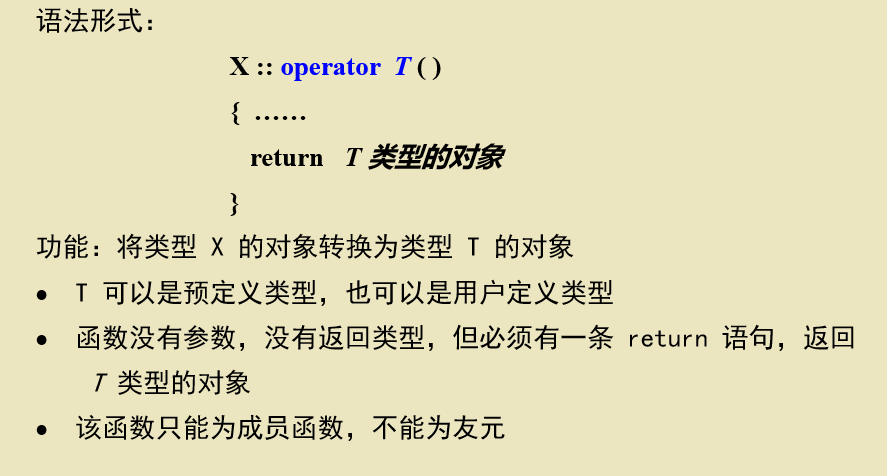 语法形式：
X :: operator T ( )
{ ……
return T 类型的对象
}
功能：将类型 X 的对象转换为类型 T 的对象
• T 可以是预定义类型，也可以是用户定义类型
• 函数没有参数，没有返回类型，但必须有一条 return 语句，返回
T 类型的对象
• 该函数只能为成员函数，不能为友元